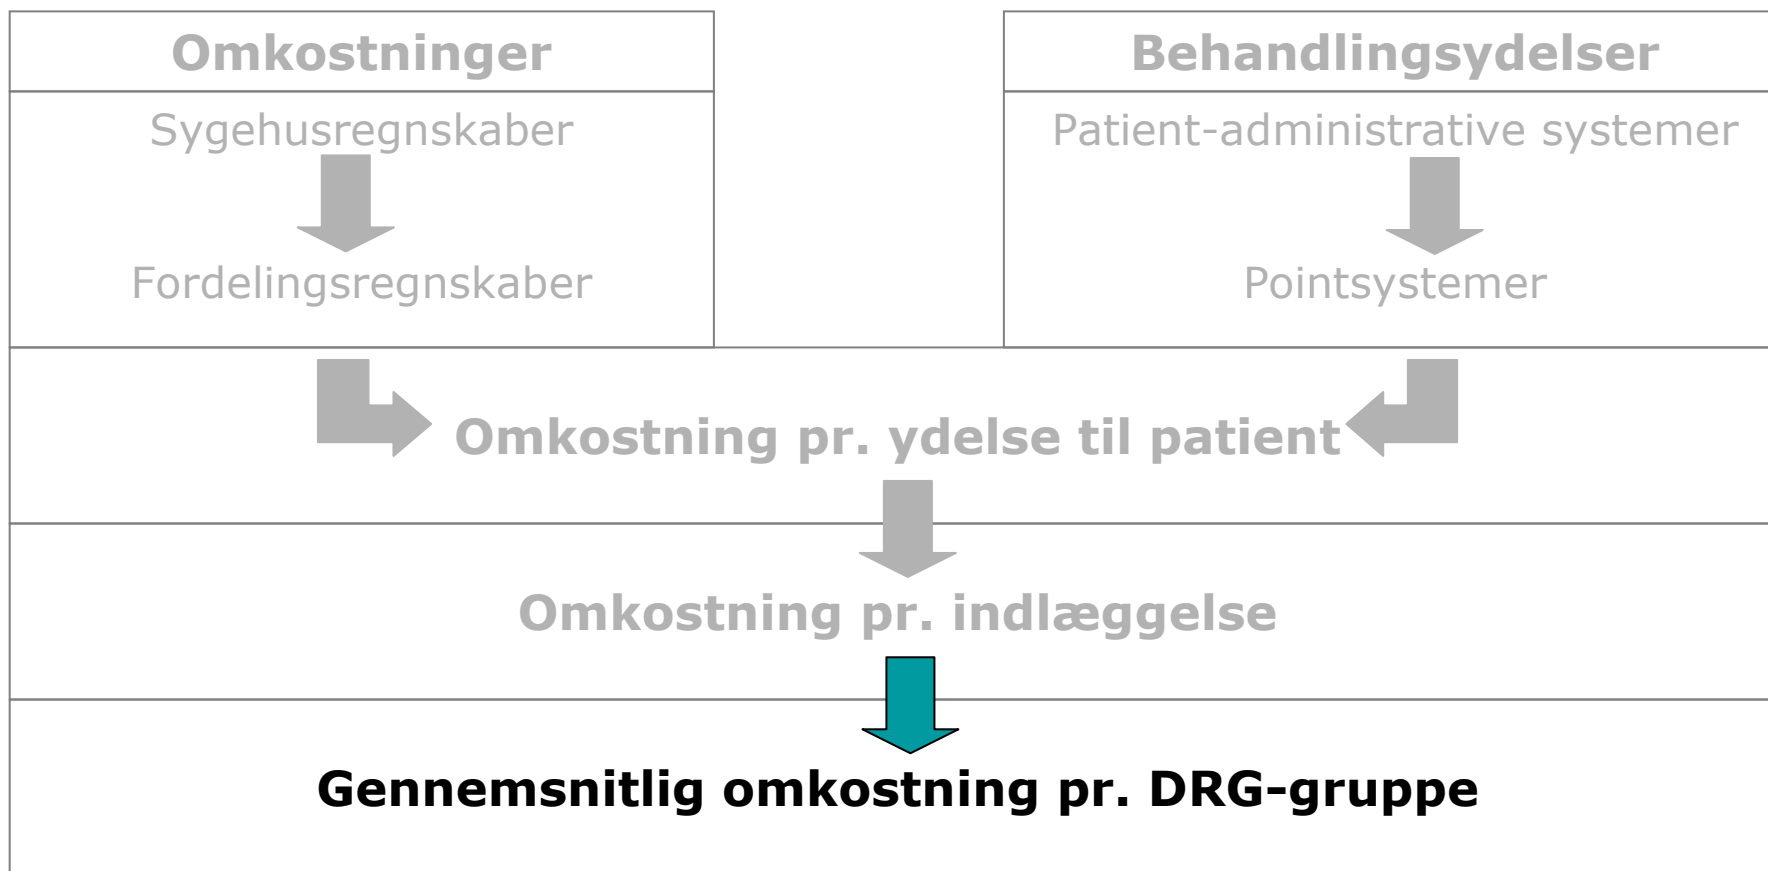 Omkostninger
Sygehusregnskaber
Fordelingsregnskaber
Behandlingsydelser
Patient-administrative systemer
Pointsystemer
Omkostning pr. ydelse til patient
Omkostning pr. indlæggelse
Gennemsnitlig omkostning pr. DRG-gruppe